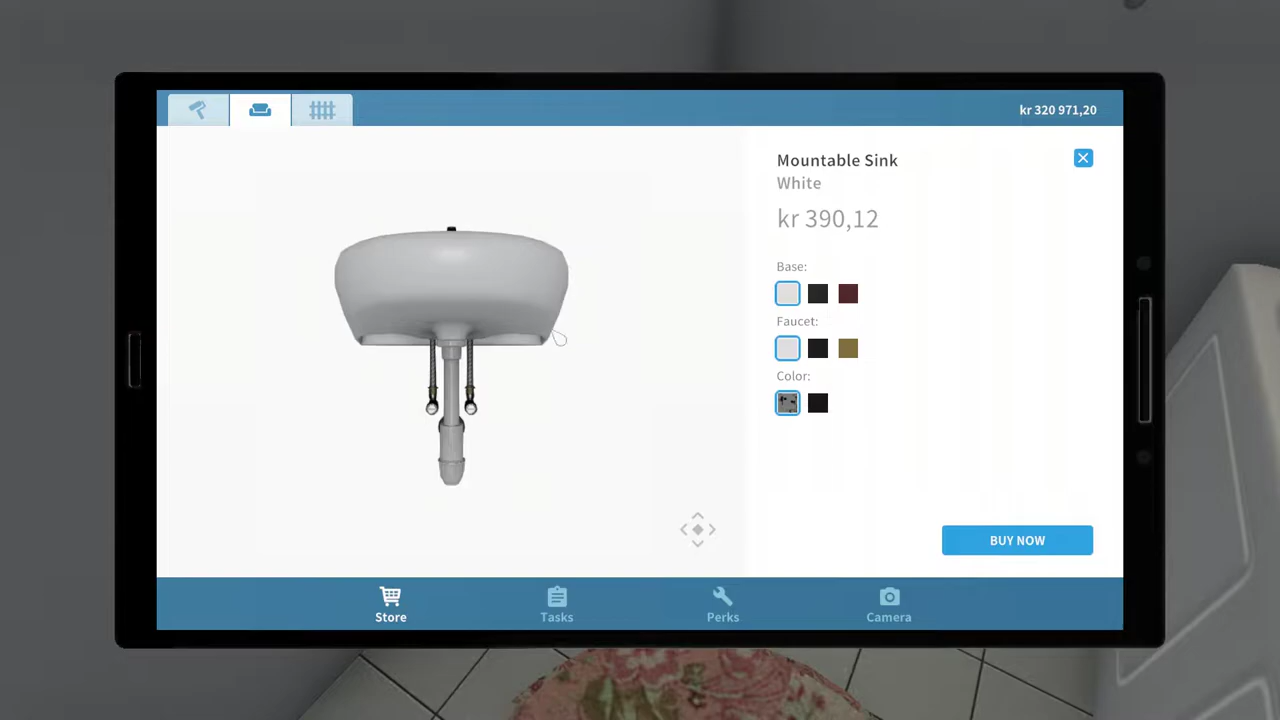 kr 320 971,20
Mountable Sink
White
kr 390,12
Base:
Faucet:
Color:
BUY NOW
Store
Tasks
Perks
Camera